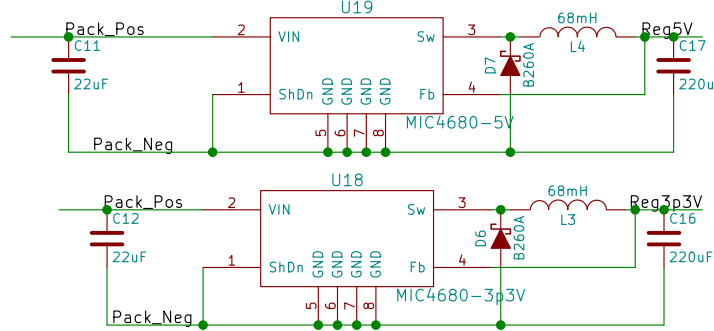 U19
Pack_Pos
2
VIN
Sw
3
68mH
L4
Reg5V
C11
22uF
D7
B260A
C17
220u
1
ShDn
GND
GND
GND
GND
Fb
4
5
6
7
8
MIC4680-5V
Pack_Neg
U18
Pack_Pos
2
VIN
Sw
3
68mH
L3
Reg3p3V
C12
22uF
D6
B260A
C16
220uF
1
ShDn
GND
GND
GND
GND
Fb
4
5
6
7
8
MIC4680-3p3V
Pack_Neg